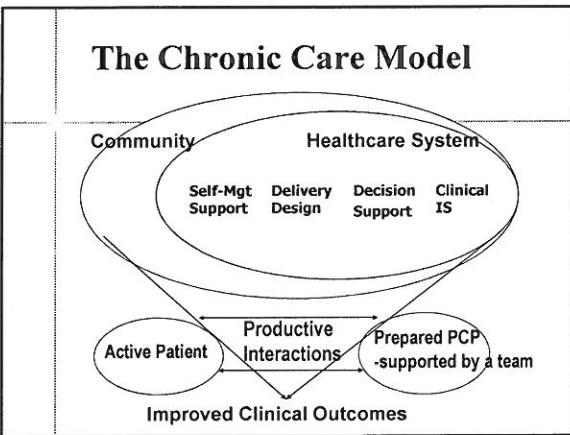 The Chronic Care Model
Community
Healthcare System
Self-Mgt Support
Delivery Design
Decision Support
Clinical IS
Active Patient
Productive Interactions
Prepared PCP
-supported by a team
Improved Clinical Outcomes